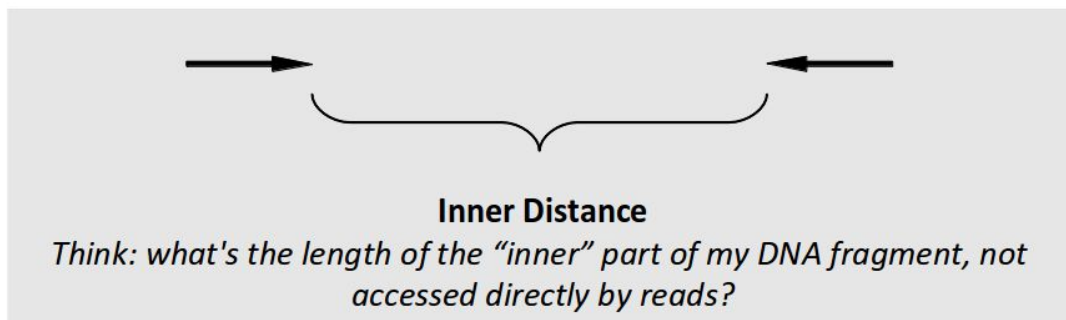 Inner Distance
Think: what's the length of the “inner” part of my DNA fragment, not
accessed directly by reads?